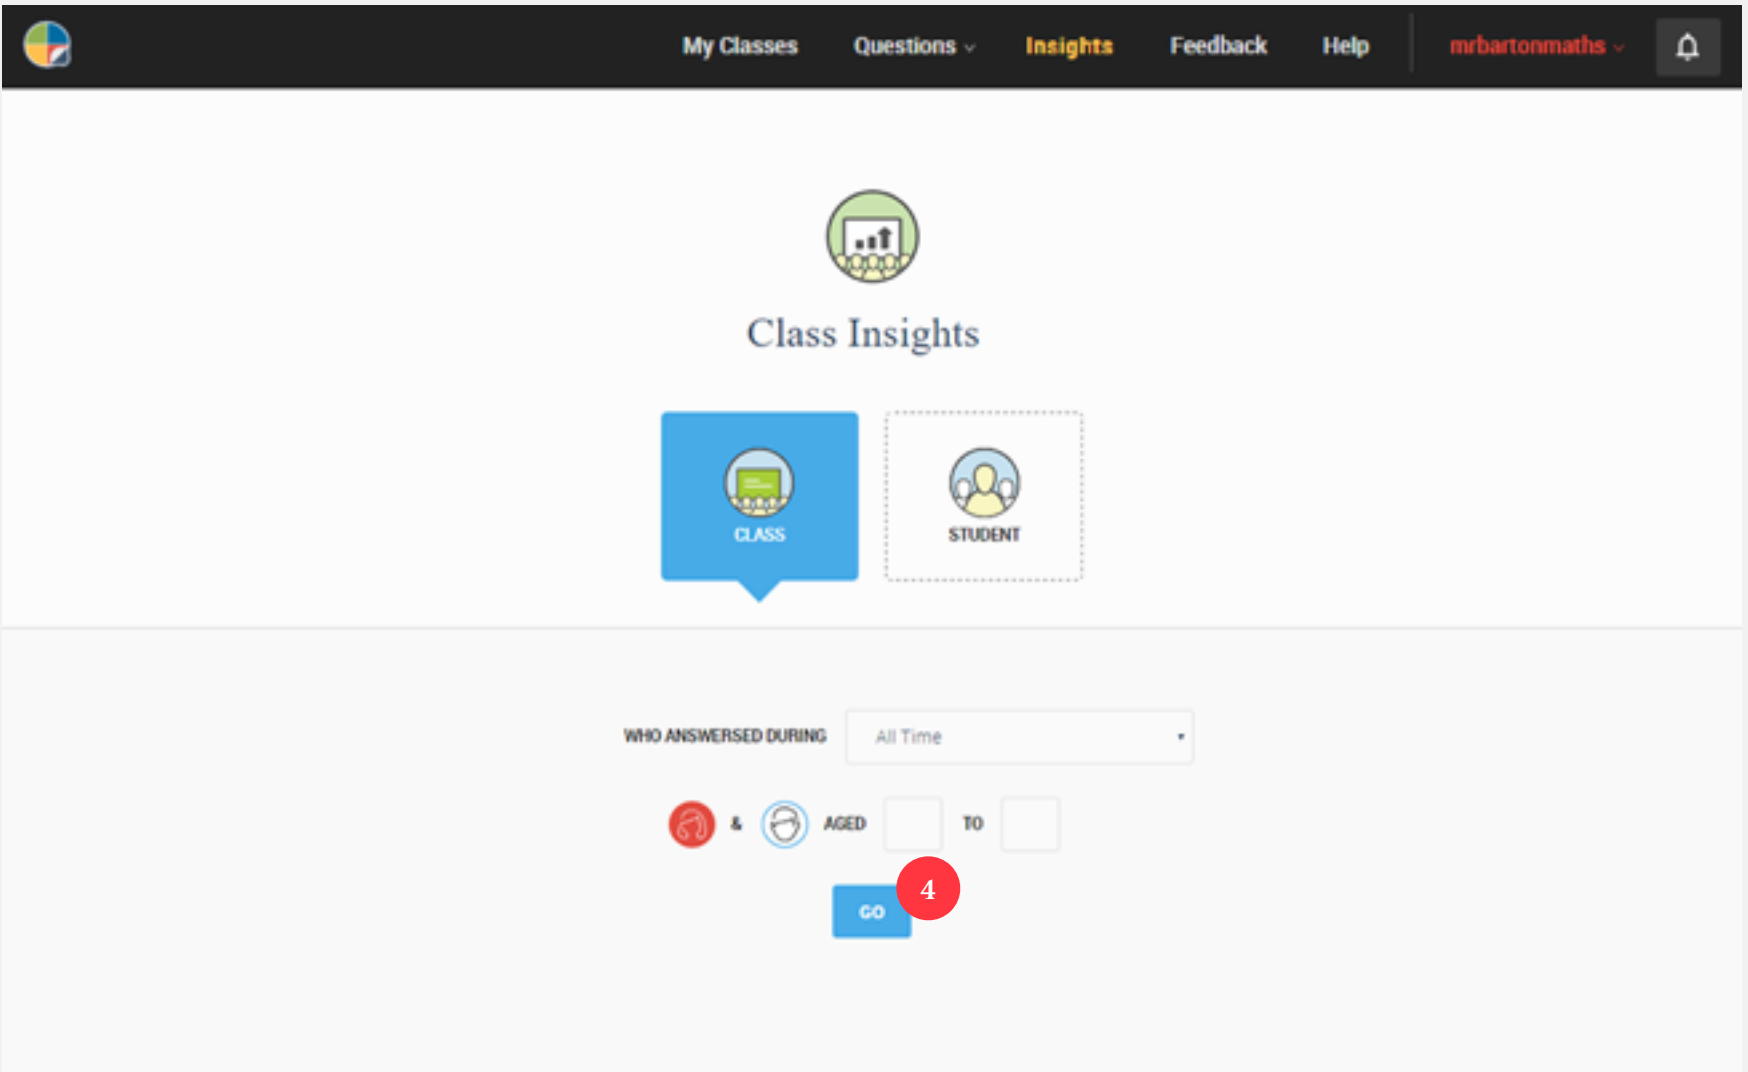 My Classes Questions Insights Feedback Help mrbartonmaths
Class Insights
CLASS STUDENT
WHO ANSWERSED DURING All Time
& AGED TO
4
GO